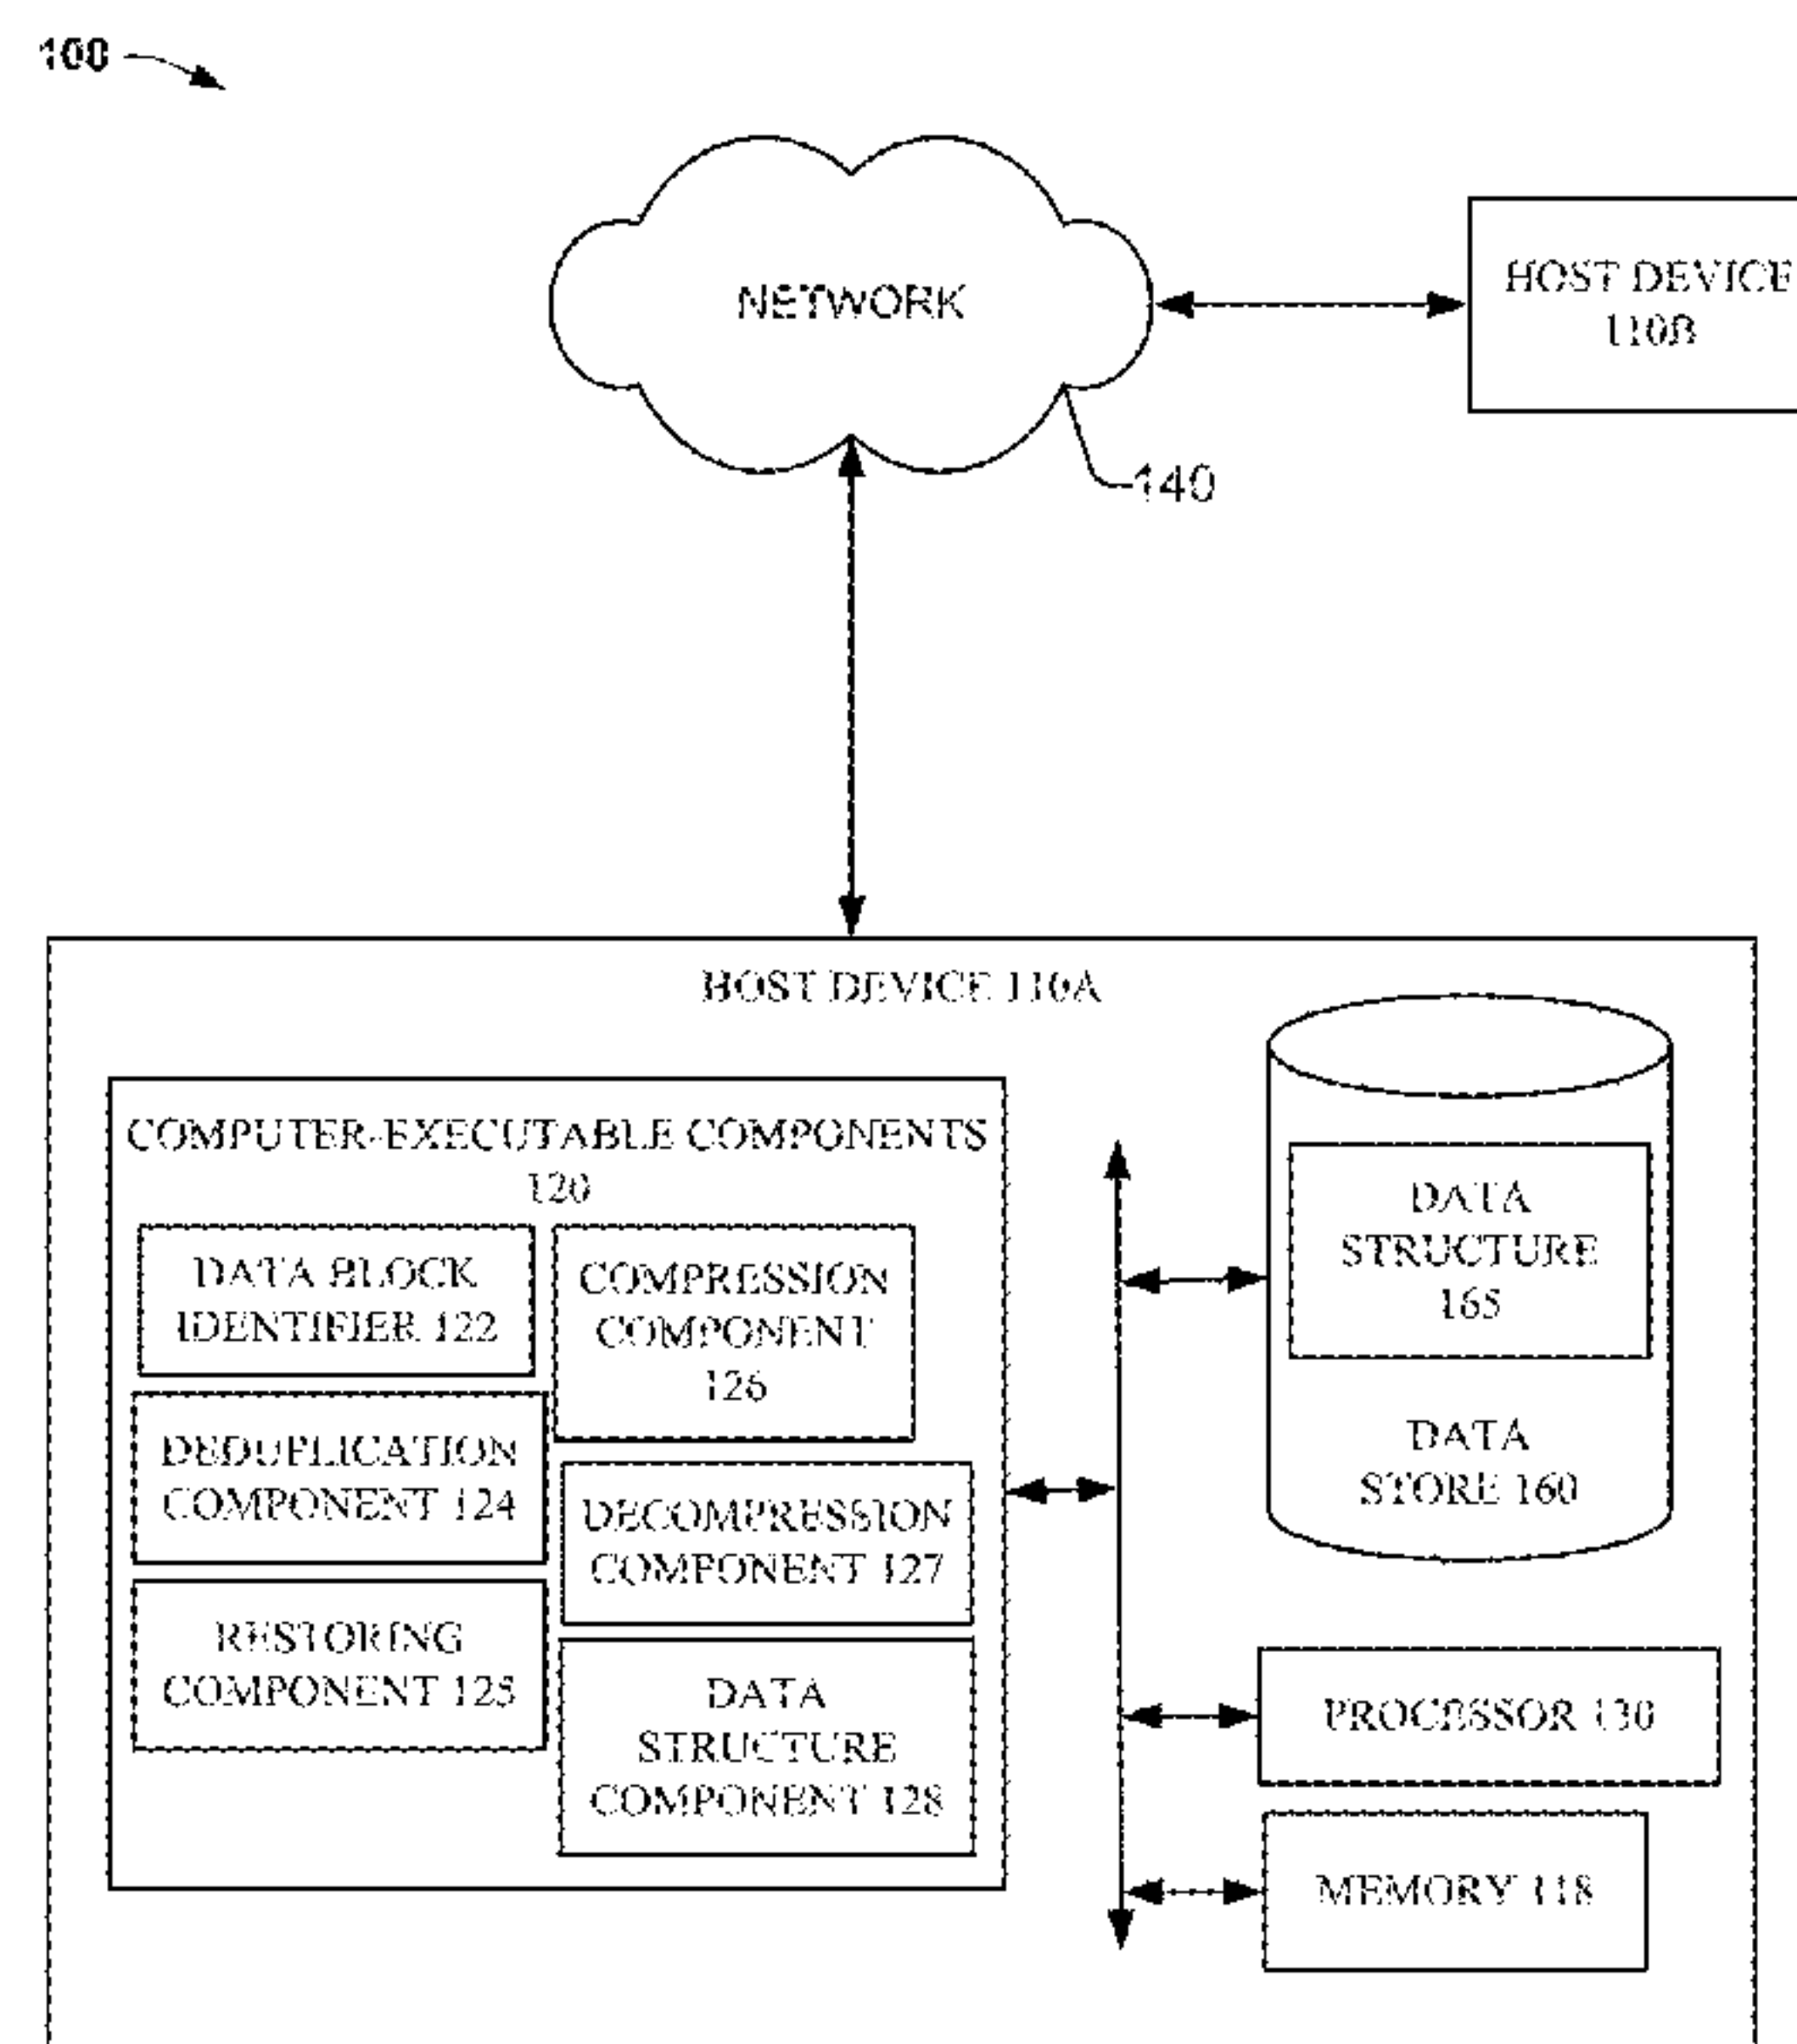 100
NETWORK
HOST DEVICE
110B
140
HOST DEVICE 110A
COMPUTER-EXECUTABLE COMPONENTS
120
DATA BLOCK
IDENTIFIER 122
COMPRESSION
COMPONENT
126
DEDUPLICATION
COMPONENT 124
DECOMPRESSION
COMPONENT 127
RESTORING
COMPONENT 125
DATA
STRUCTURE
COMPONENT 128
DATA
STRUCTURE
165
DATA
STORE 160
PROCESSOR 130
MEMORY 118